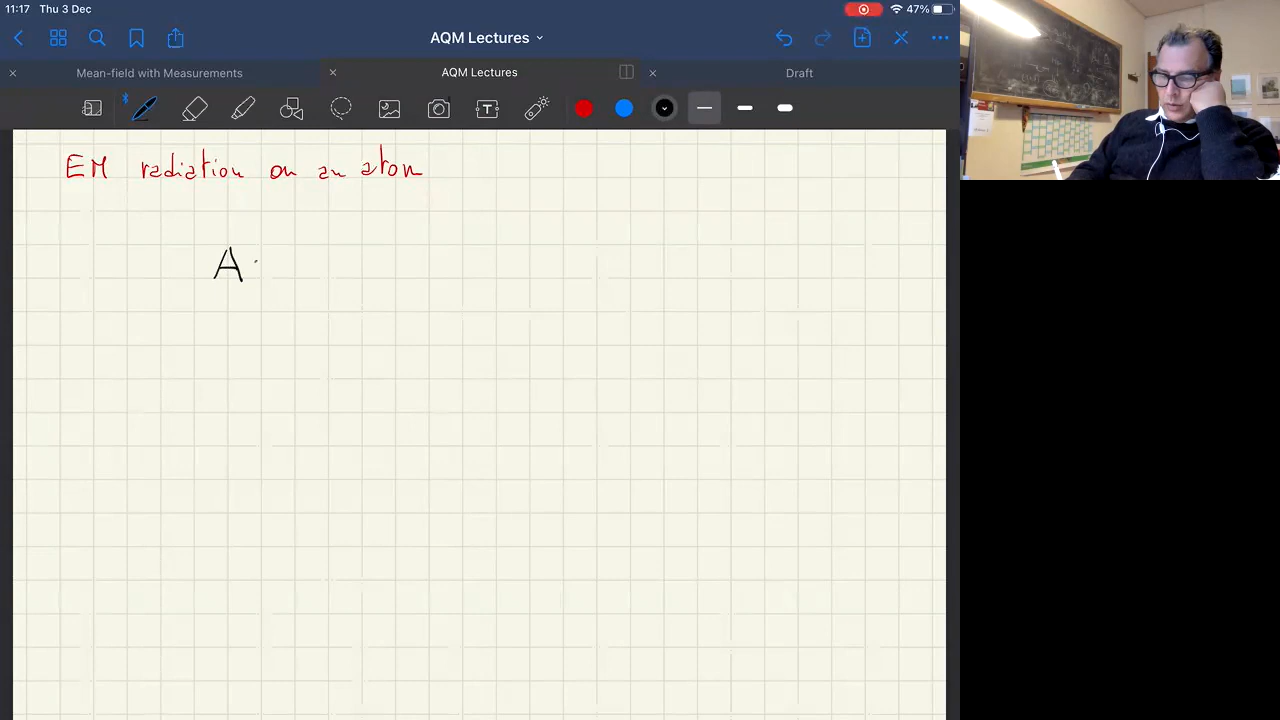 11:17 Thu 3 Dec
47%
AQM Lectures
Mean-field with Measurements
AQM Lectures
Draft
EM radiation on an atom
A